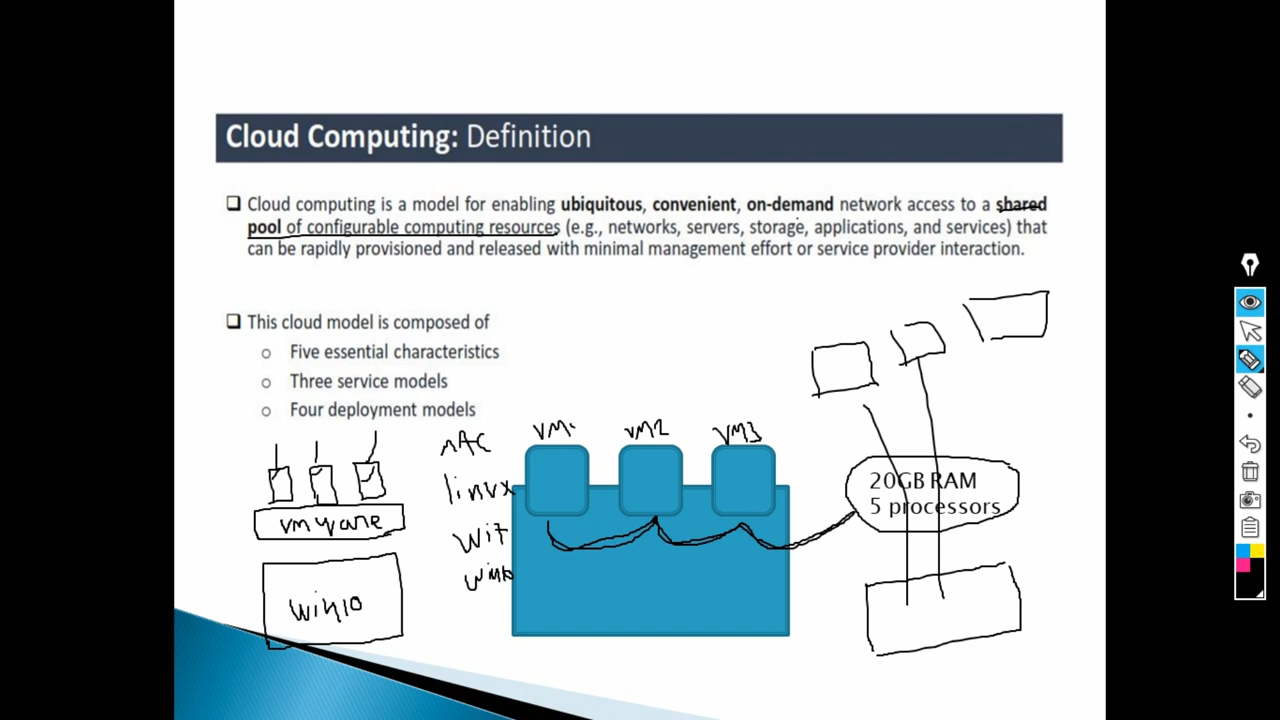 Cloud Computing: Definition
❑ Cloud computing is a model for enabling ubiquitous, convenient, on-demand network access to a shared
pool of configurable computing resources (e.g., networks, servers, storage, applications, and services) that
can be rapidly provisioned and released with minimal management effort or service provider interaction.
❑ This cloud model is composed of
o Five essential characteristics
o Three service models
o Four deployment models
MAC
linux
VM1
VM2
VM3
20GB RAM
5 processors
vmware
win10